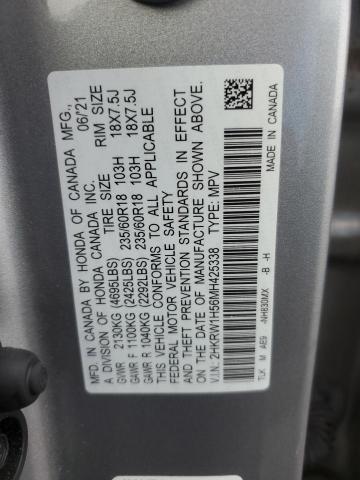 MADE IN CANADA BY HONDA OF CANADA MFG.,
A DIVISION OF HONDA CANADA INC. 06/'21
TIRE SIZE RIM SIZE
GVWR 2130KG (4695LBS)
GAWR F 1100KG (2425LBS) 235/60R18 103H 18X7.5J
GAWR R 1040KG (2292LBS) 235/60R18 103H 18X7.5J
THIS VEHICLE CONFORMS TO ALL APPLICABLE
FEDERAL MOTOR VEHICLE SAFETY
AND THEFT PREVENTION STANDARDS IN EFFECT
ON THE DATE OF MANUFACTURE SHOWN ABOVE.
V.I.N.: 2HKRW1H56MH425338 TYPE: MPV
TLK M AE9 -NH830MX -B -H MADE IN CANADA